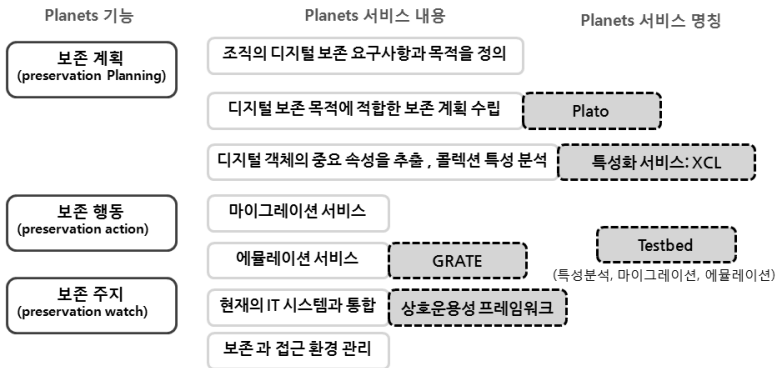 Planets 기능
Planets 서비스 내용
Planets 서비스 명칭
보존 계획
(preservation Planning)
조직의 디지털 보존 요구사항과 목적을 정의
디지털 보존 목적에 적합한 보존 계획 수립
Plato
디지털 객체의 중요 속성을 추출 , 콜렉션 특성 분석
특성화 서비스: XCL
보존 행동
(preservation action)
마이그레이션 서비스
에뮬레이션 서비스
GRATE
Testbed
(특성분석, 마이그레이션, 에뮬레이션)
보존 주지
(preservation watch)
현재의 IT 시스템과 통합
상호운용성 프레임워크
보존 과 접근 환경 관리